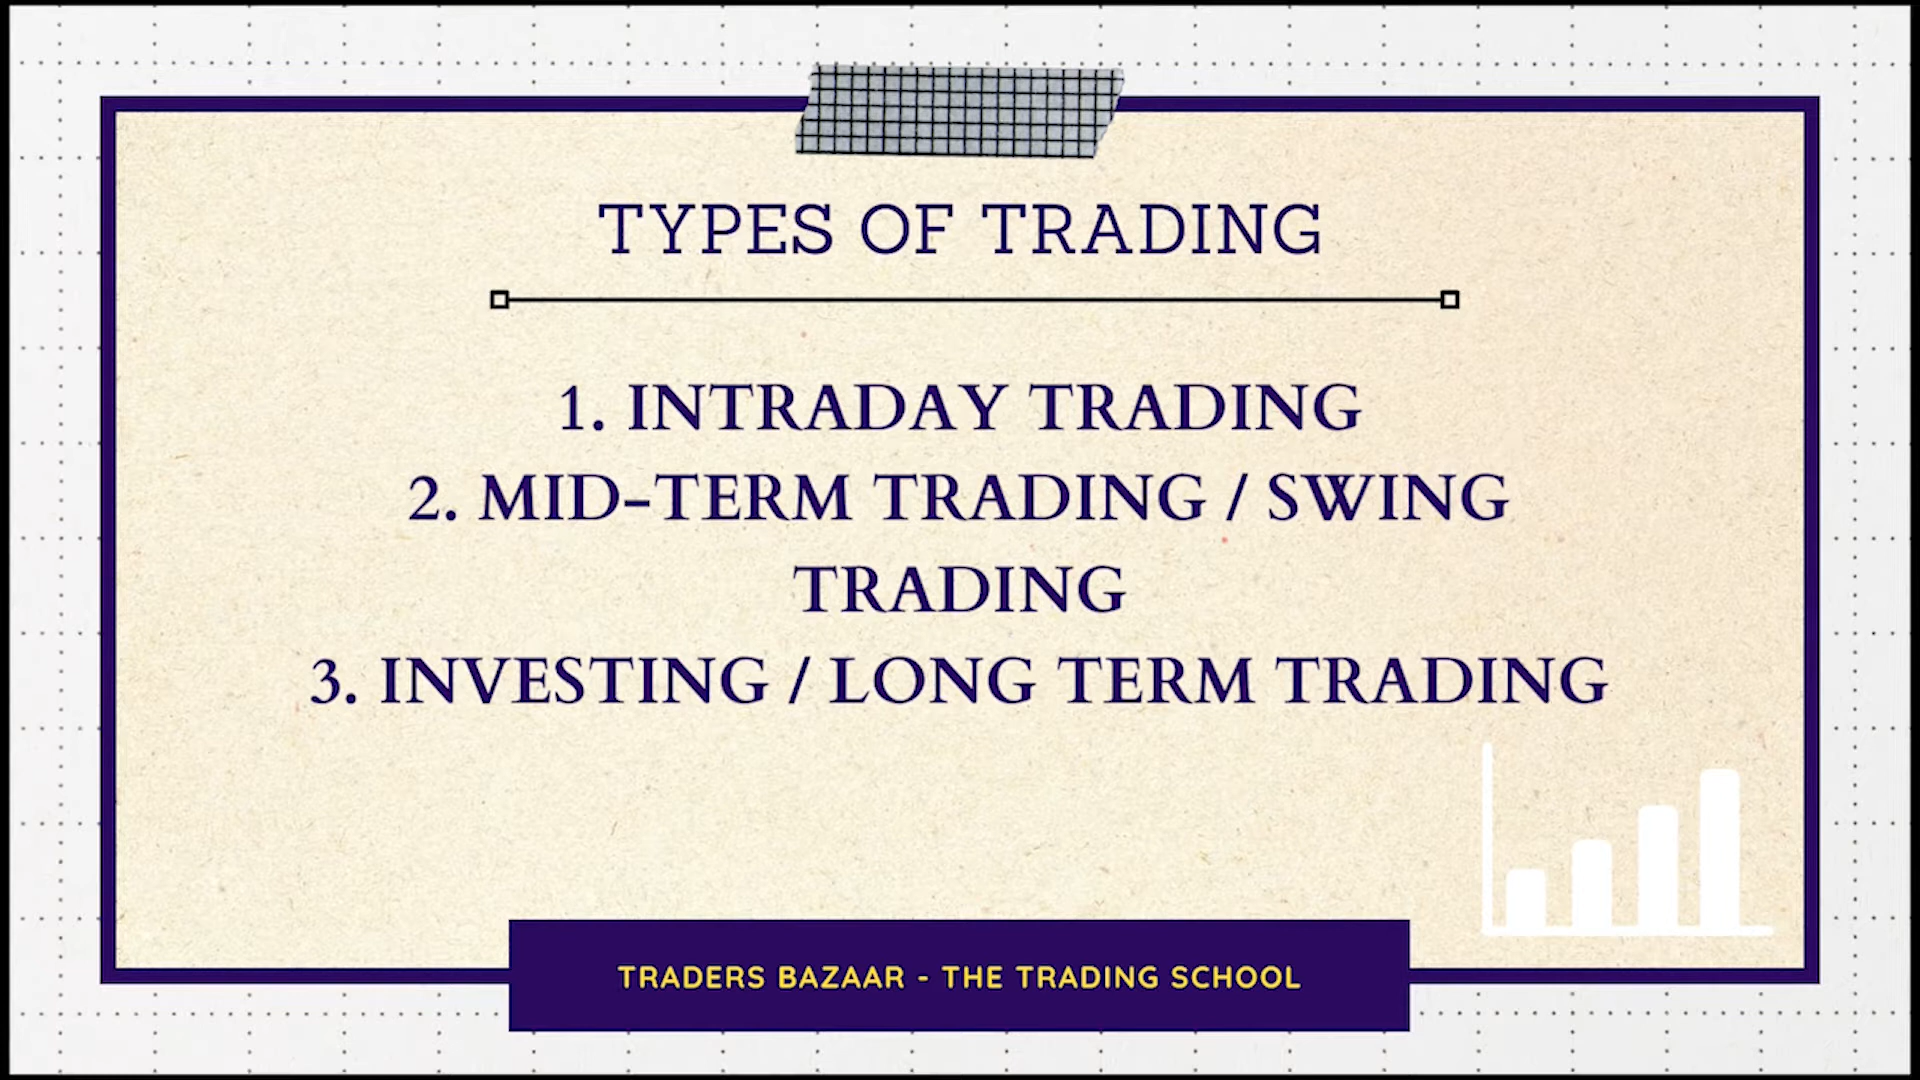 TYPES OF TRADING
1. INTRADAY TRADING
2. MID-TERM TRADING / SWING
TRADING
3. INVESTING / LONG TERM TRADING
TRADERS BAZAAR - THE TRADING SCHOOL